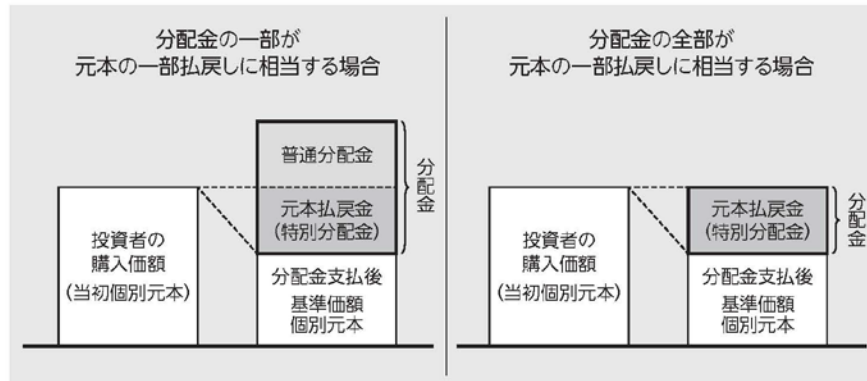 分配金の一部が
元本の一部払戻しに相当する場合
普通分配金
元本払戻金
(特別分配金)
分配金
投資者の
購入価額
(当初個別元本)
分配金支払後
基準価額
個別元本
分配金の全部が
元本の一部払戻しに相当する場合
元本払戻金
(特別分配金)
分配金
投資者の
購入価額
(当初個別元本)
分配金支払後
基準価額
個別元本